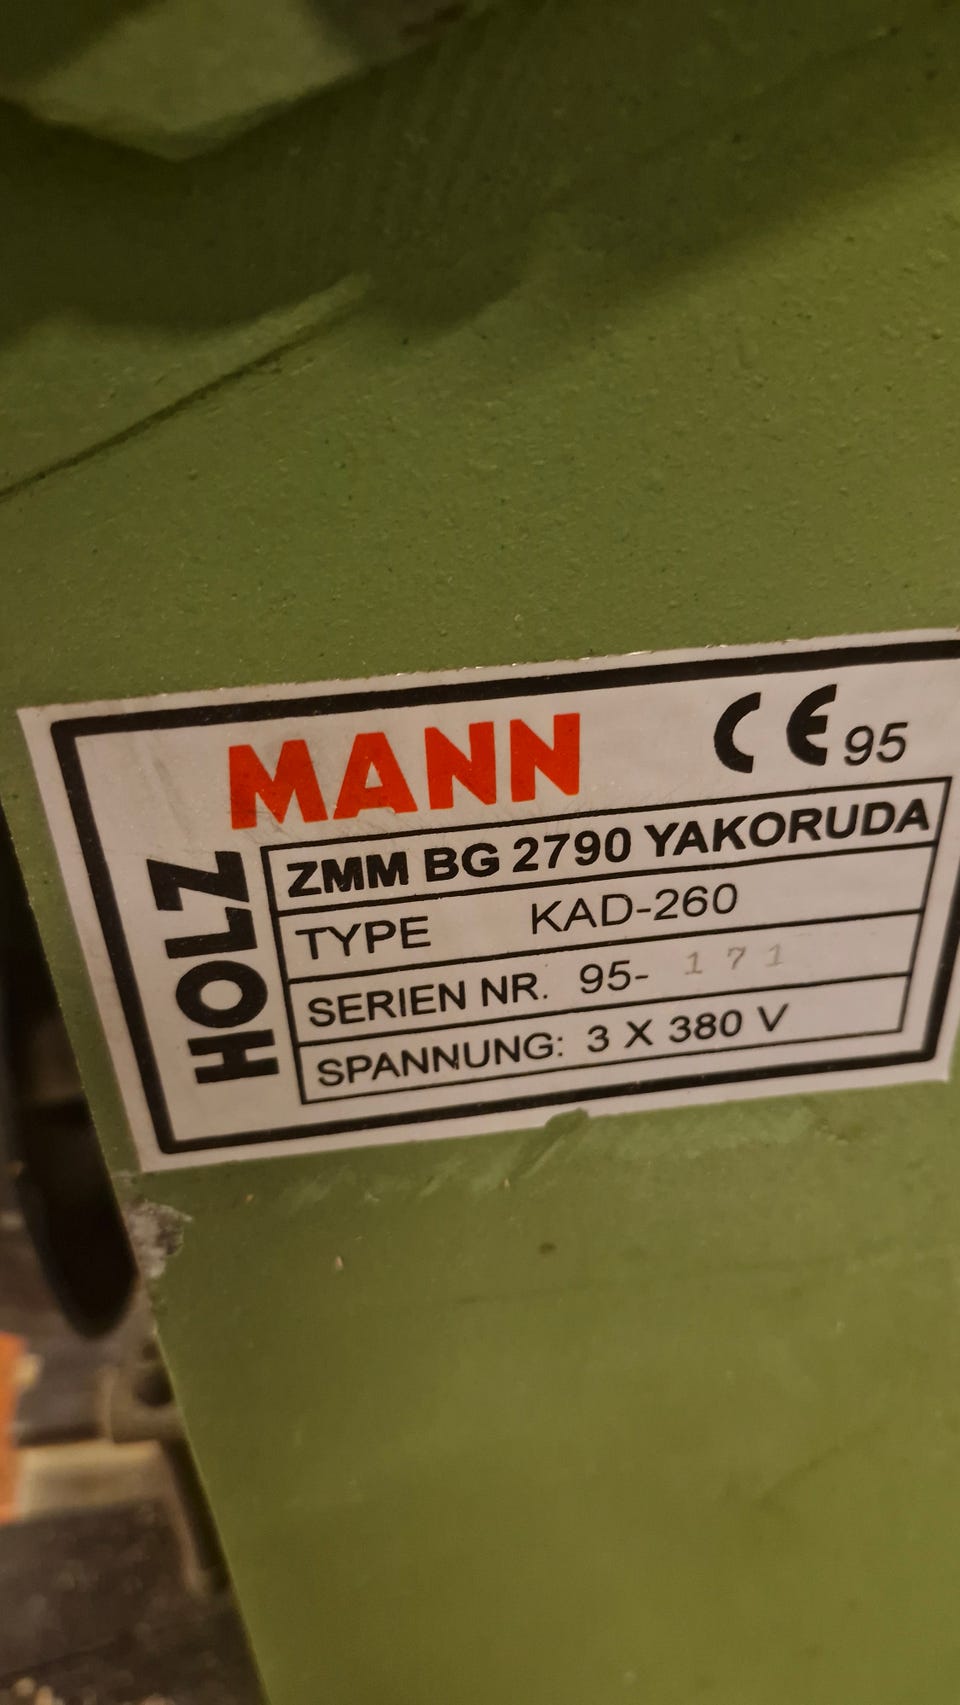 HOLZ
MANN
CE 95
ZMM BG 2790 YAKORUDA
TYPE KAD-260
SERIEN NR. 95- 171
SPANNUNG: 3 X 380 V